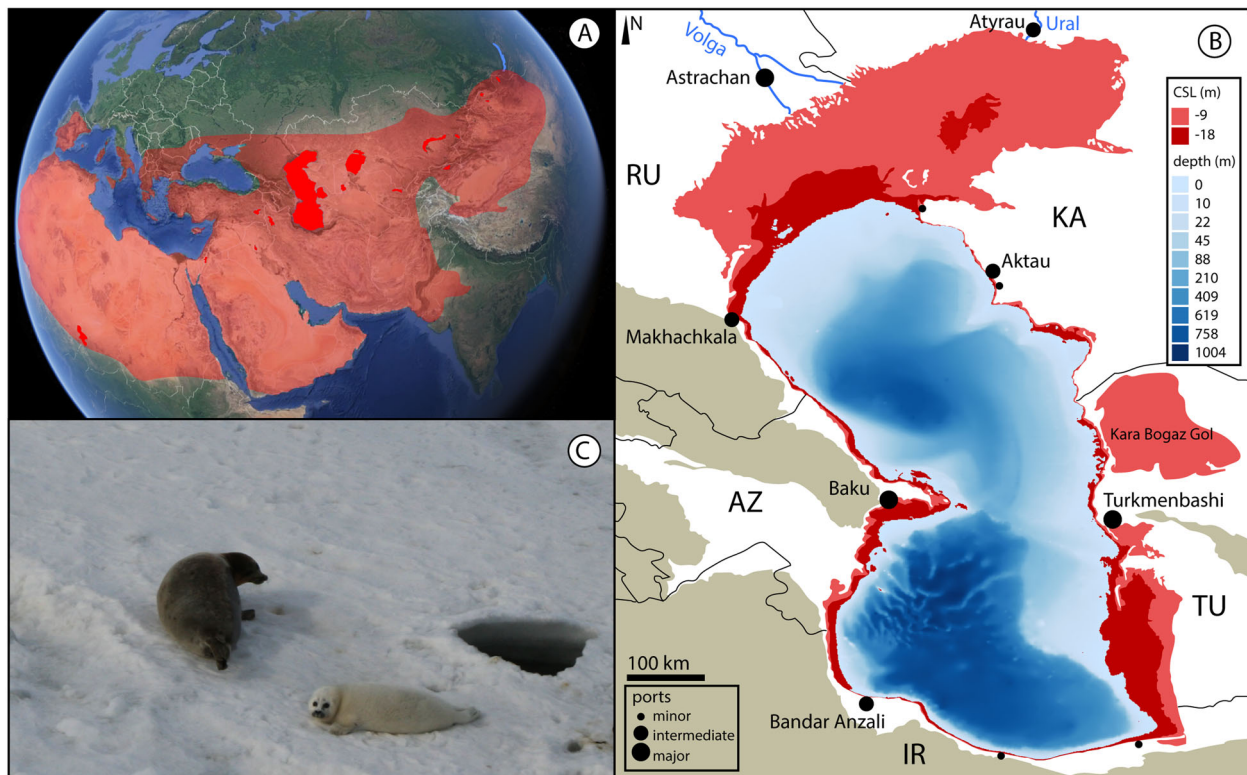 A
B
N
Volga
Atyrau
Ural
Astrachan
CSL (m)
-9
-18
depth (m)
0
10
22
45
88
210
409
619
758
1004
RU
KA
Aktau
Makhachkala
Kara Bogaz Gol
C
Baku
Turkmenbashi
AZ
TU
100 km
ports
minor
intermediate
major
Bandar Anzali
IR